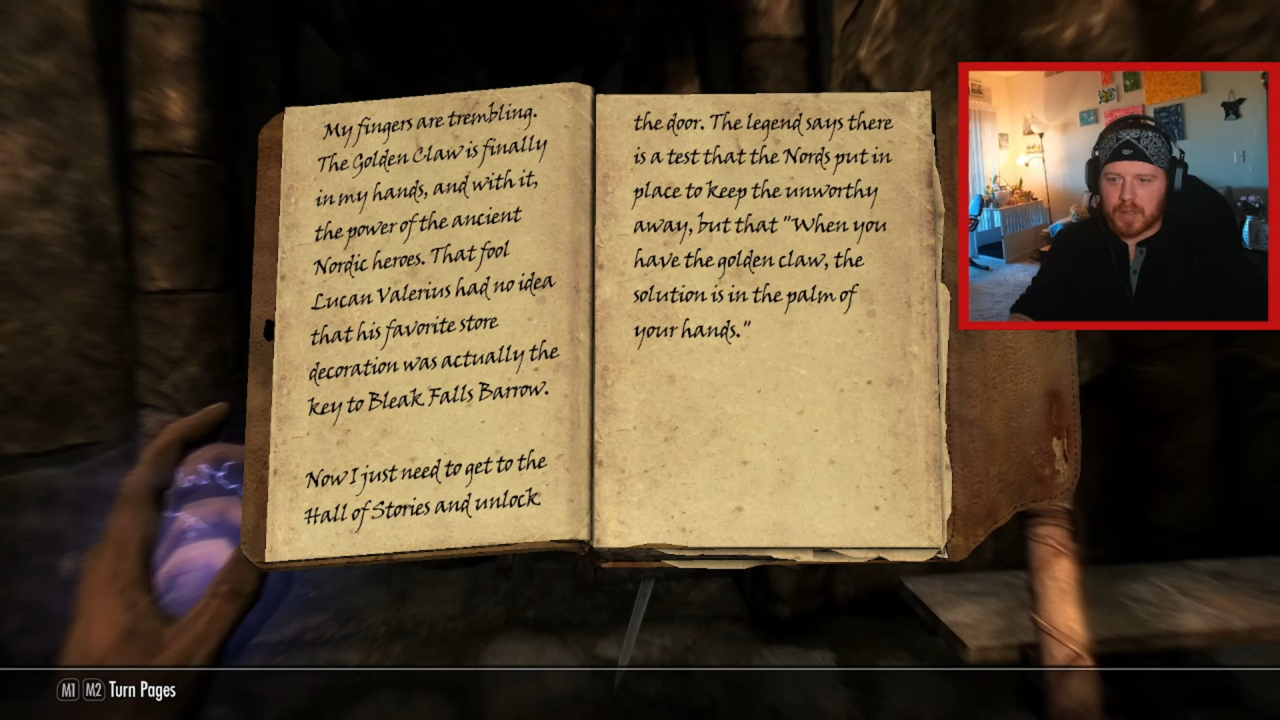 My fingers are trembling.
The Golden Claw is finally
in my hands, and with it,
the power of the ancient
Nordic heroes. That fool
Lucan Valerius had no idea
that his favorite store
decoration was actually the
key to Bleak Falls Barrow.
Now I just need to get to the
Hall of Stories and unlock
the door. The legend says there
is a test that the Nords put in
place to keep the unworthy
away, but that "When you
have the golden claw, the
solution is in the palm of
your hands."
M1 M2 Turn Pages